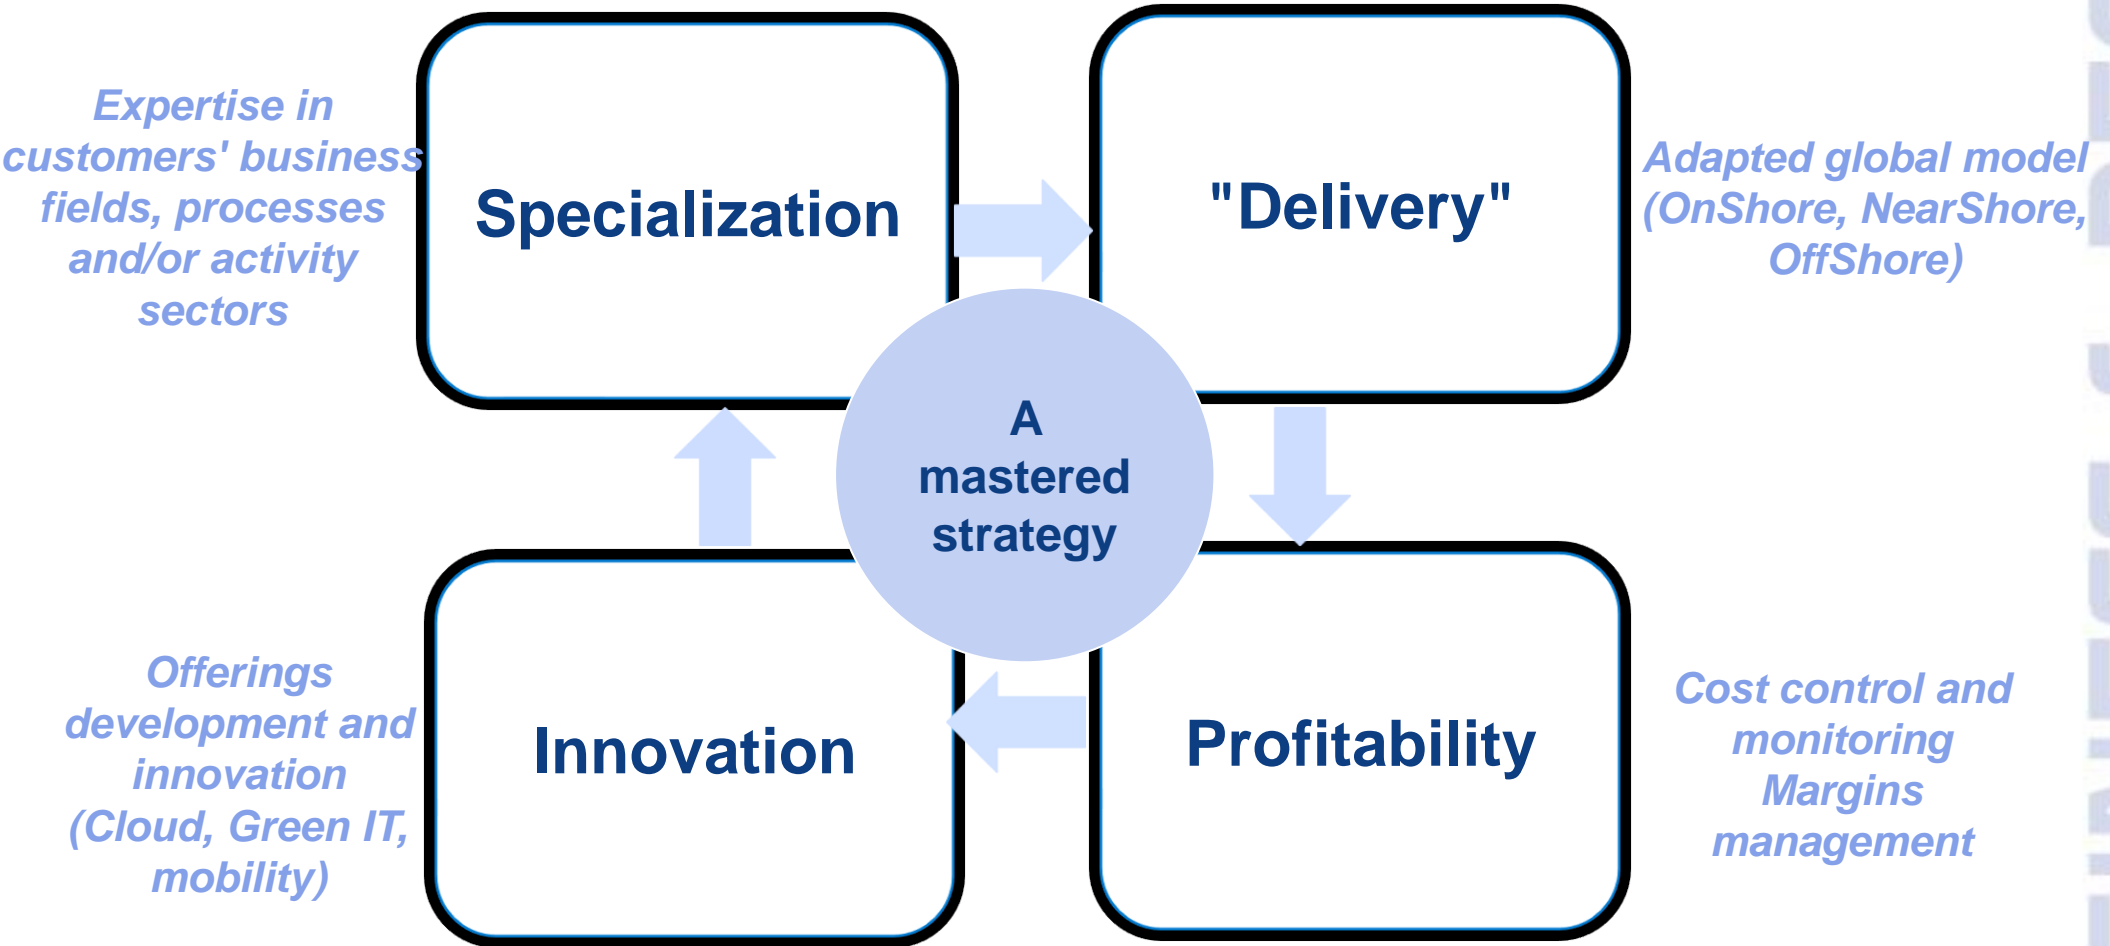 Expertise in
customers' business
fields, processes
and/or activity
sectors
Specialization
"Delivery"
Adapted global model
(OnShore, NearShore,
OffShore)
A
mastered
strategy
Offerings
development and
innovation
(Cloud, Green IT,
mobility)
Innovation
Profitability
Cost control and
monitoring
Margins
management